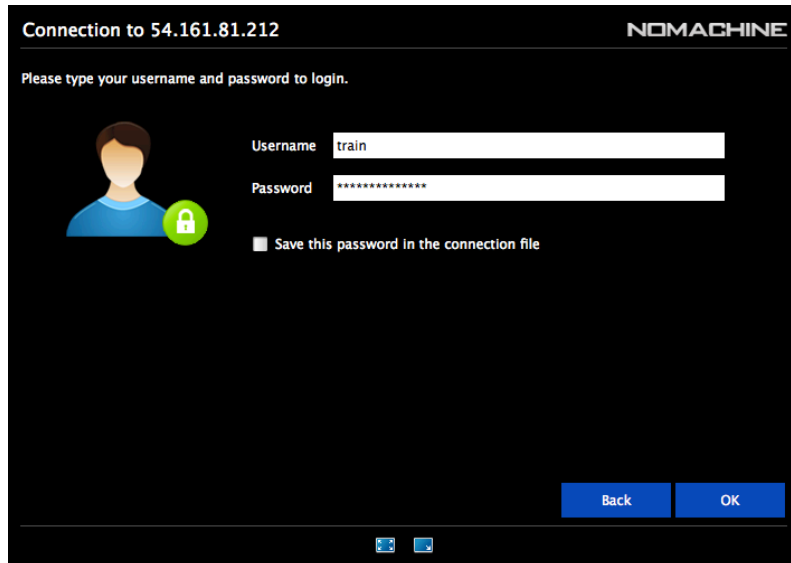 Connection to 54.161.81.212 NOMACHINE
Please type your username and password to login.
Username train
Password **************
Save this password in the connection file
Back OK